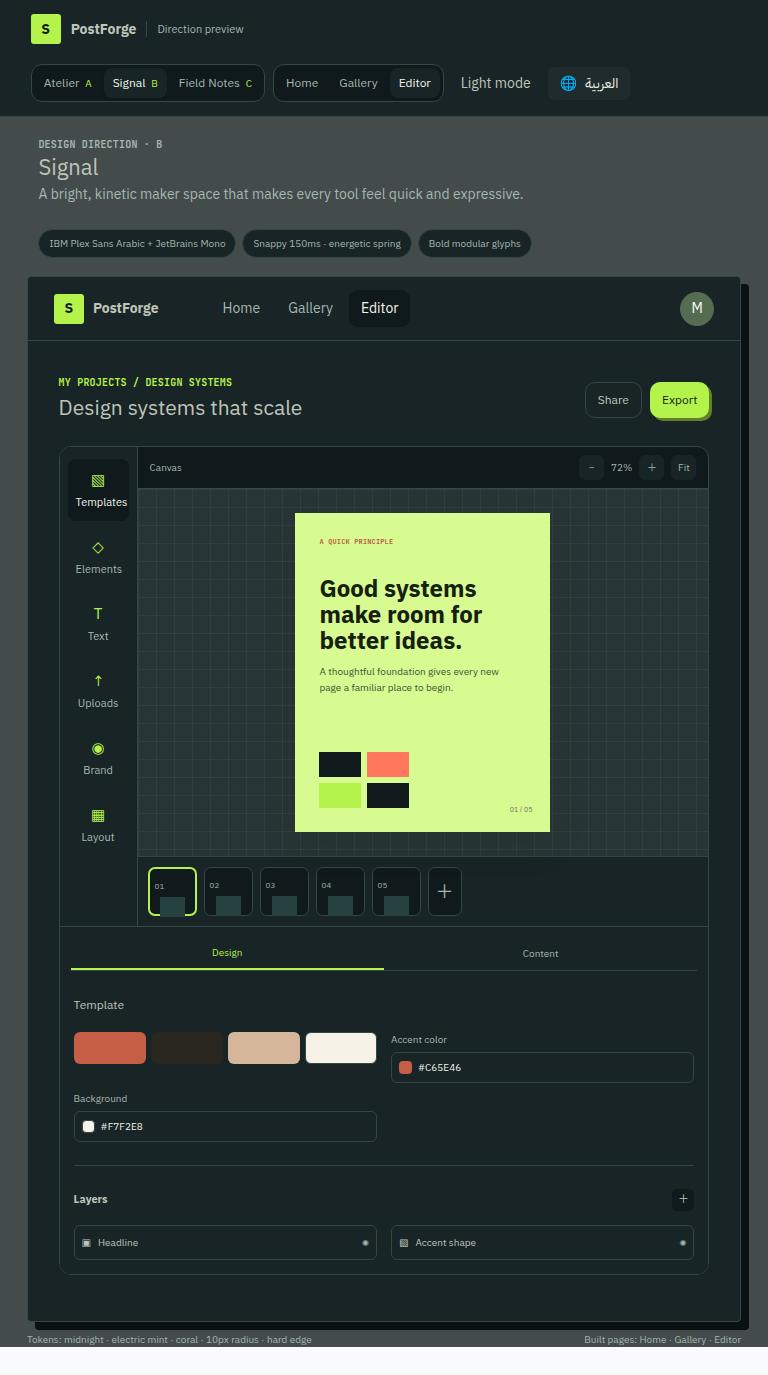 S PostForge Direction preview
Atelier A Signal B Field Notes C Home Gallery Editor Light mode 🌐 العربية
DESIGN DIRECTION · B
Signal
A bright, kinetic maker space that makes every tool feel quick and expressive.
IBM Plex Sans Arabic + JetBrains Mono Snappy 150ms · energetic spring Bold modular glyphs
S PostForge Home Gallery Editor M
MY PROJECTS / DESIGN SYSTEMS
Design systems that scale
Share Export
Canvas − 72% + Fit
Templates
Elements
T
Text
Uploads
Brand
Layout
A QUICK PRINCIPLE
Good systems
make room for
better ideas.
A thoughtful foundation gives every new
page a familiar place to begin.
01 / 05
01 02 03 04 05 +
Design Content
Template
Accent color
#C65E46
Background
#F7F2E8
Layers +
Headline Accent shape
Tokens: midnight · electric mint · coral · 10px radius · hard edge Built pages: Home · Gallery · Editor